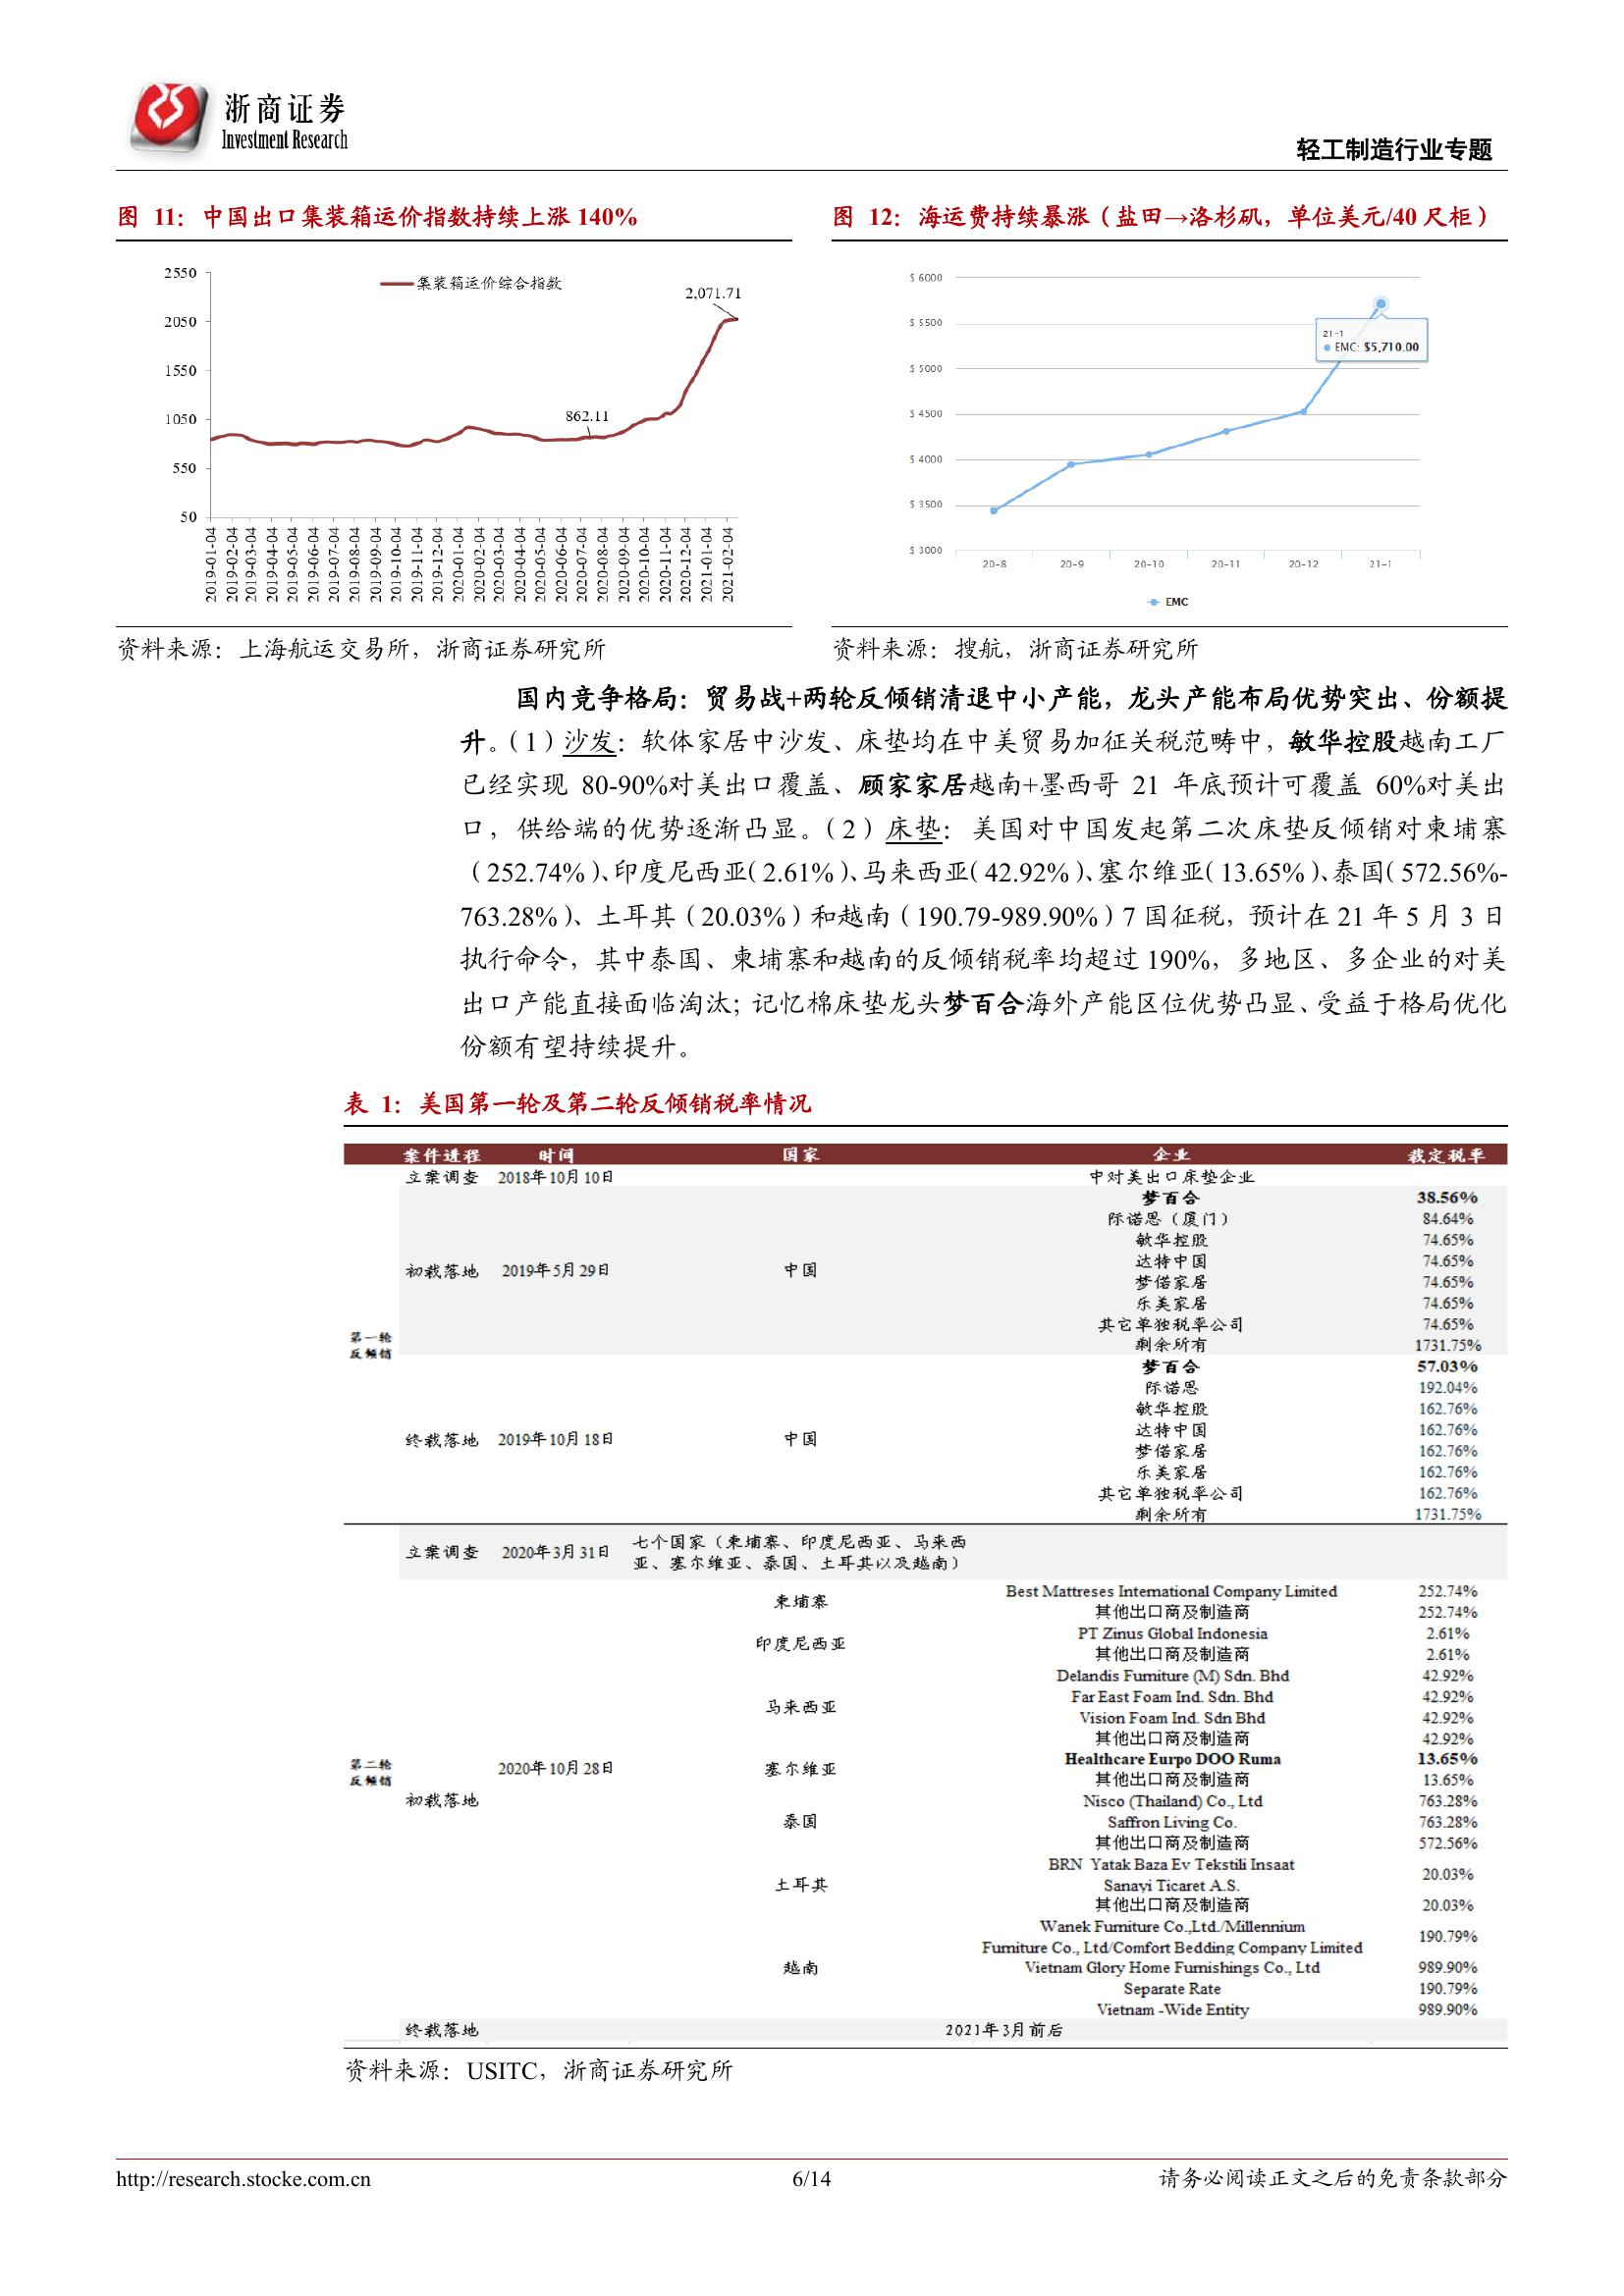 浙商证券
Investment Research
轻工制造行业专题
图 11：中国出口集装箱运价指数持续上涨 140%
2550
2050
1550
1050
550
50
集装箱运价综合指数
2,071.71
862.11
2019-01-04
2019-02-04
2019-03-04
2019-04-04
2019-05-04
2019-06-04
2019-07-04
2019-08-04
2019-09-04
2019-10-04
2019-11-04
2019-12-04
2020-01-04
2020-02-04
2020-03-04
2020-04-04
2020-05-04
2020-06-04
2020-07-04
2020-08-04
2020-09-04
2020-10-04
2020-11-04
2020-12-04
2021-01-04
2021-02-04
资料来源：上海航运交易所，浙商证券研究所
图 12：海运费持续暴涨（盐田→洛杉矶，单位美元/40 尺柜）
$ 6000
$ 5500
$ 5000
$ 4500
$ 4000
$ 3500
$ 3000
21-1
EMC: $5,710.00
20-8 20-9 20-10 20-11 20-12 21-1
EMC
资料来源：搜航，浙商证券研究所
国内竞争格局：贸易战+两轮反倾销清退中小产能，龙头产能布局优势突出、份额提
升。（1）沙发：软体家居中沙发、床垫均在中美贸易加征关税范畴中，敏华控股越南工厂
已经实现 80-90%对美出口覆盖、顾家家居越南+墨西哥 21 年底预计可覆盖 60%对美出
口，供给端的优势逐渐凸显。（2）床垫：美国对中国发起第二次床垫反倾销对柬埔寨
（252.74%）、印度尼西亚（2.61%）、马来西亚（42.92%）、塞尔维亚（13.65%）、泰国（572.56%-
763.28%）、土耳其（20.03%）和越南（190.79-989.90%）7 国征税，预计在 21 年 5 月 3 日
执行命令，其中泰国、柬埔寨和越南的反倾销税率均超过 190%，多地区、多企业的对美
出口产能直接面临淘汰；记忆棉床垫龙头梦百合海外产能区位优势凸显、受益于格局优化
份额有望持续提升。
表 1：美国第一轮及第二轮反倾销税率情况
案件进程 时间 国家 企业 裁定税率
立案调查 2018年10月10日 中对美出口床垫企业
梦百合 38.56%
际诺思（厦门） 84.64%
敏华控股 74.65%
达特中国 74.65%
初裁落地 2019年5月29日 中国
梦偌家居 74.65%
乐美家居 74.65%
其它单独税率公司 74.65%
第一轮
反倾销
剩余所有 1731.75%
梦百合 57.03%
际诺思 192.04%
敏华控股 162.76%
达特中国 162.76%
终裁落地 2019年10月18日 中国
梦偌家居 162.76%
乐美家居 162.76%
其它单独税率公司 162.76%
剩余所有 1731.75%
立案调查 2020年3月31日 七个国家（柬埔寨、印度尼西亚、马来西
亚、塞尔维亚、泰国、土耳其以及越南）
柬埔寨
Best Mattreses International Company Limited 252.74%
其他出口商及制造商 252.74%
印度尼西亚
PT Zinus Global Indonesia 2.61%
其他出口商及制造商 2.61%
马来西亚
Delandis Furniture (M) Sdn. Bhd 42.92%
Far East Foam Ind. Sdn. Bhd 42.92%
Vision Foam Ind. Sdn Bhd 42.92%
其他出口商及制造商 42.92%
第二轮
反倾销
初裁落地 2020年10月28日 塞尔维亚
Healthcare Eurpo DOO Ruma 13.65%
其他出口商及制造商 13.65%
泰国
Nisco (Thailand) Co., Ltd 763.28%
Saffron Living Co. 763.28%
其他出口商及制造商 572.56%
土耳其
BRN Yatak Baza Ev Tekstili Insaat
Sanayi Ticaret A.S. 20.03%
其他出口商及制造商 20.03%
越南
Wanek Furniture Co.,Ltd./Millennium
Furniture Co., Ltd/Comfort Bedding Company Limited 190.79%
Vietnam Glory Home Furnishings Co., Ltd 989.90%
Separate Rate 190.79%
Vietnam -Wide Entity 989.90%
终裁落地 2021年3月前后
资料来源：USITC，浙商证券研究所
http://research.stocke.com.cn 6/14 请务必阅读正文之后的免责条款部分